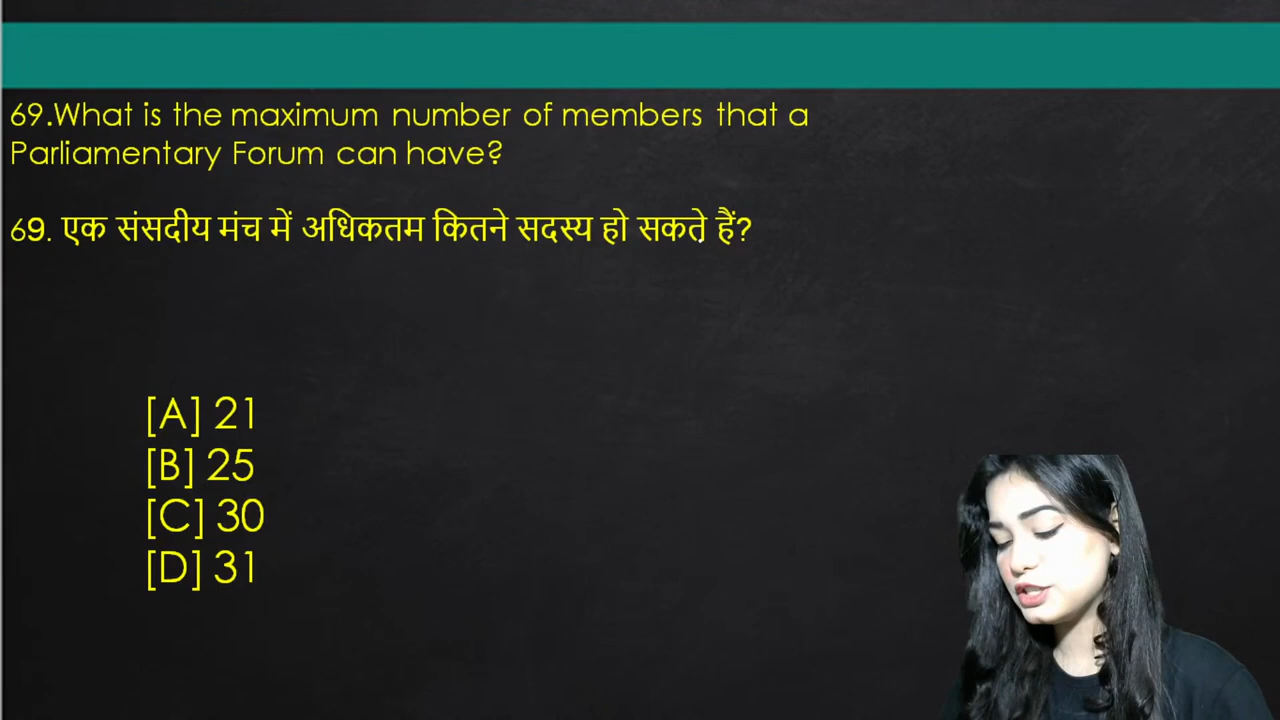 69.What is the maximum number of members that a
Parliamentary Forum can have?
69. एक संसदीय मंच में अधिकतम कितने सदस्य हो सकते हैं?
[A] 21
[B] 25
[C] 30
[D] 31